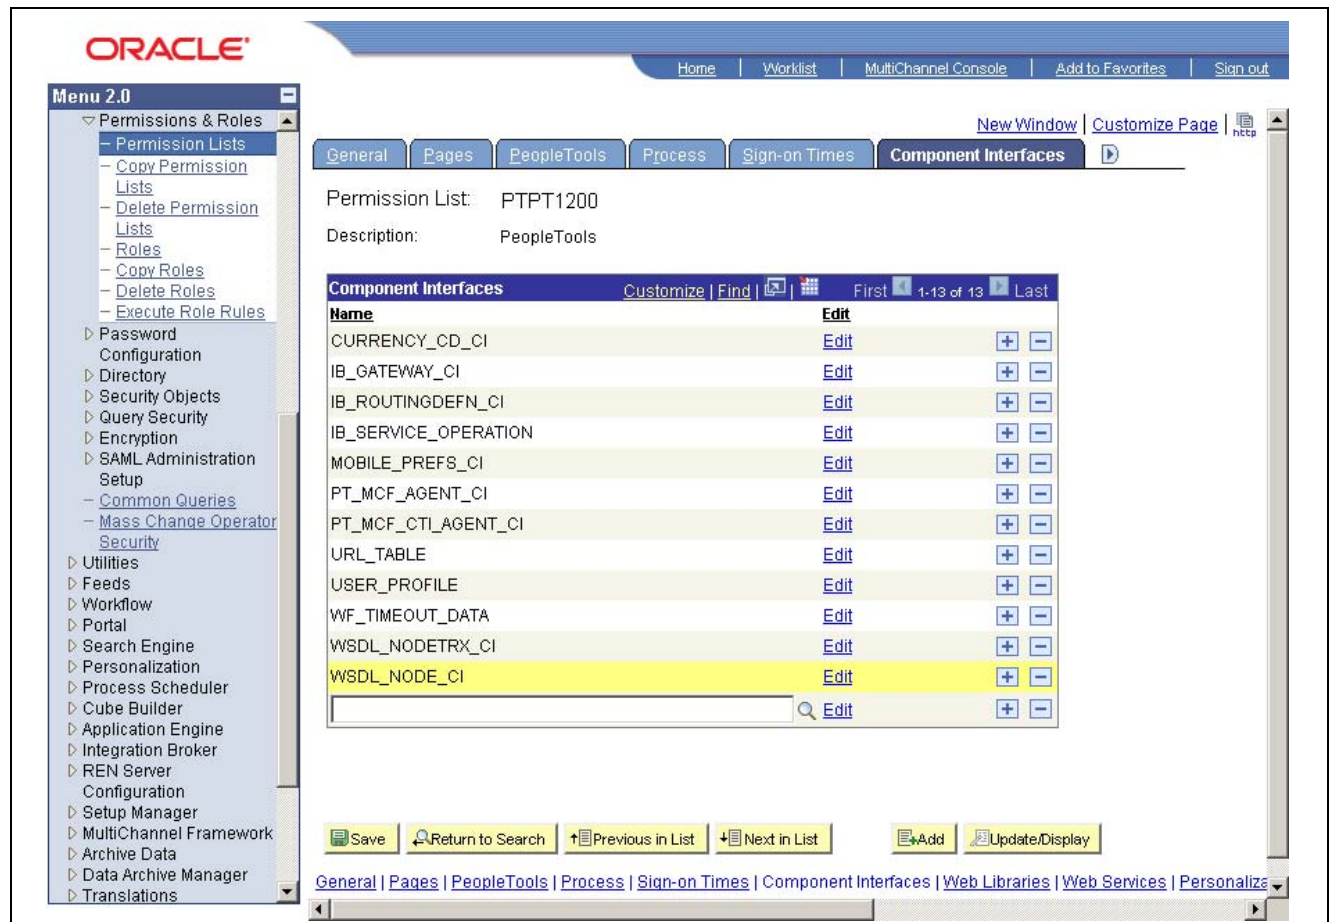 ORACLE
Home | Worklist | MultiChannel Console | Add to Favorites | Sign out
Menu 2.0
Permissions & Roles
– Permission Lists
– Copy Permission
Lists
– Delete Permission
Lists
– Roles
– Copy Roles
– Delete Roles
– Execute Role Rules
Password
Configuration
Directory
Security Objects
Query Security
Encryption
SAML Administration
Setup
– Common Queries
– Mass Change Operator
Security
Utilities
Feeds
Workflow
Portal
Search Engine
Personalization
Process Scheduler
Cube Builder
Application Engine
Integration Broker
REN Server
Configuration
Setup Manager
MultiChannel Framework
Archive Data
Data Archive Manager
Translations
New Window | Customize Page | http
General Pages PeopleTools Process Sign-on Times Component Interfaces
Permission List: PTPT1200
Description: PeopleTools
Component Interfaces Customize | Find | First 1-13 of 13 Last
Name Edit
CURRENCY_CD_CI Edit
IB_GATEWAY_CI Edit
IB_ROUTINGDEFN_CI Edit
IB_SERVICE_OPERATION Edit
MOBILE_PREFS_CI Edit
PT_MCF_AGENT_CI Edit
PT_MCF_CTI_AGENT_CI Edit
URL_TABLE Edit
USER_PROFILE Edit
WF_TIMEOUT_DATA Edit
WSDL_NODETRX_CI Edit
WSDL_NODE_CI Edit
Edit
Save Return to Search Previous in List Next in List Add Update/Display
General | Pages | PeopleTools | Process | Sign-on Times | Component Interfaces | Web Libraries | Web Services | Personaliza